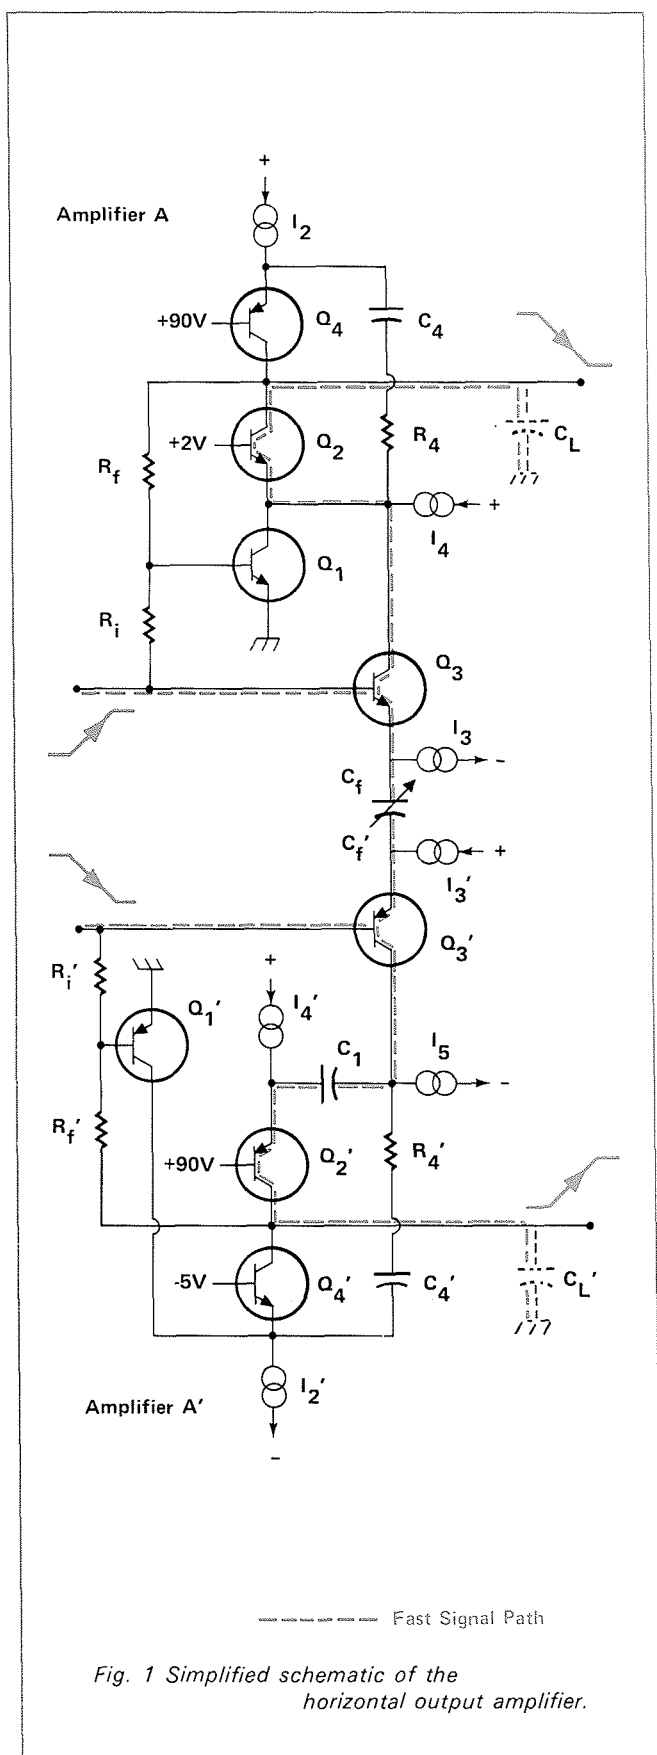 +
Amplifier A
I2
+90V
Q4
C4
+2V
Q2
R4
CL
Rf
I4
+
Q1
Ri
Q3
I3
-
Cf
Cf'
+
I3'
Q3'
Ri'
+
Q1'
I4'
C1
I5
-
Rf'
+90V
Q2'
R4'
-5V
Q4'
C4'
CL'
I2'
Amplifier A'
-
Fast Signal Path
Fig. 1 Simplified schematic of the
horizontal output amplifier.